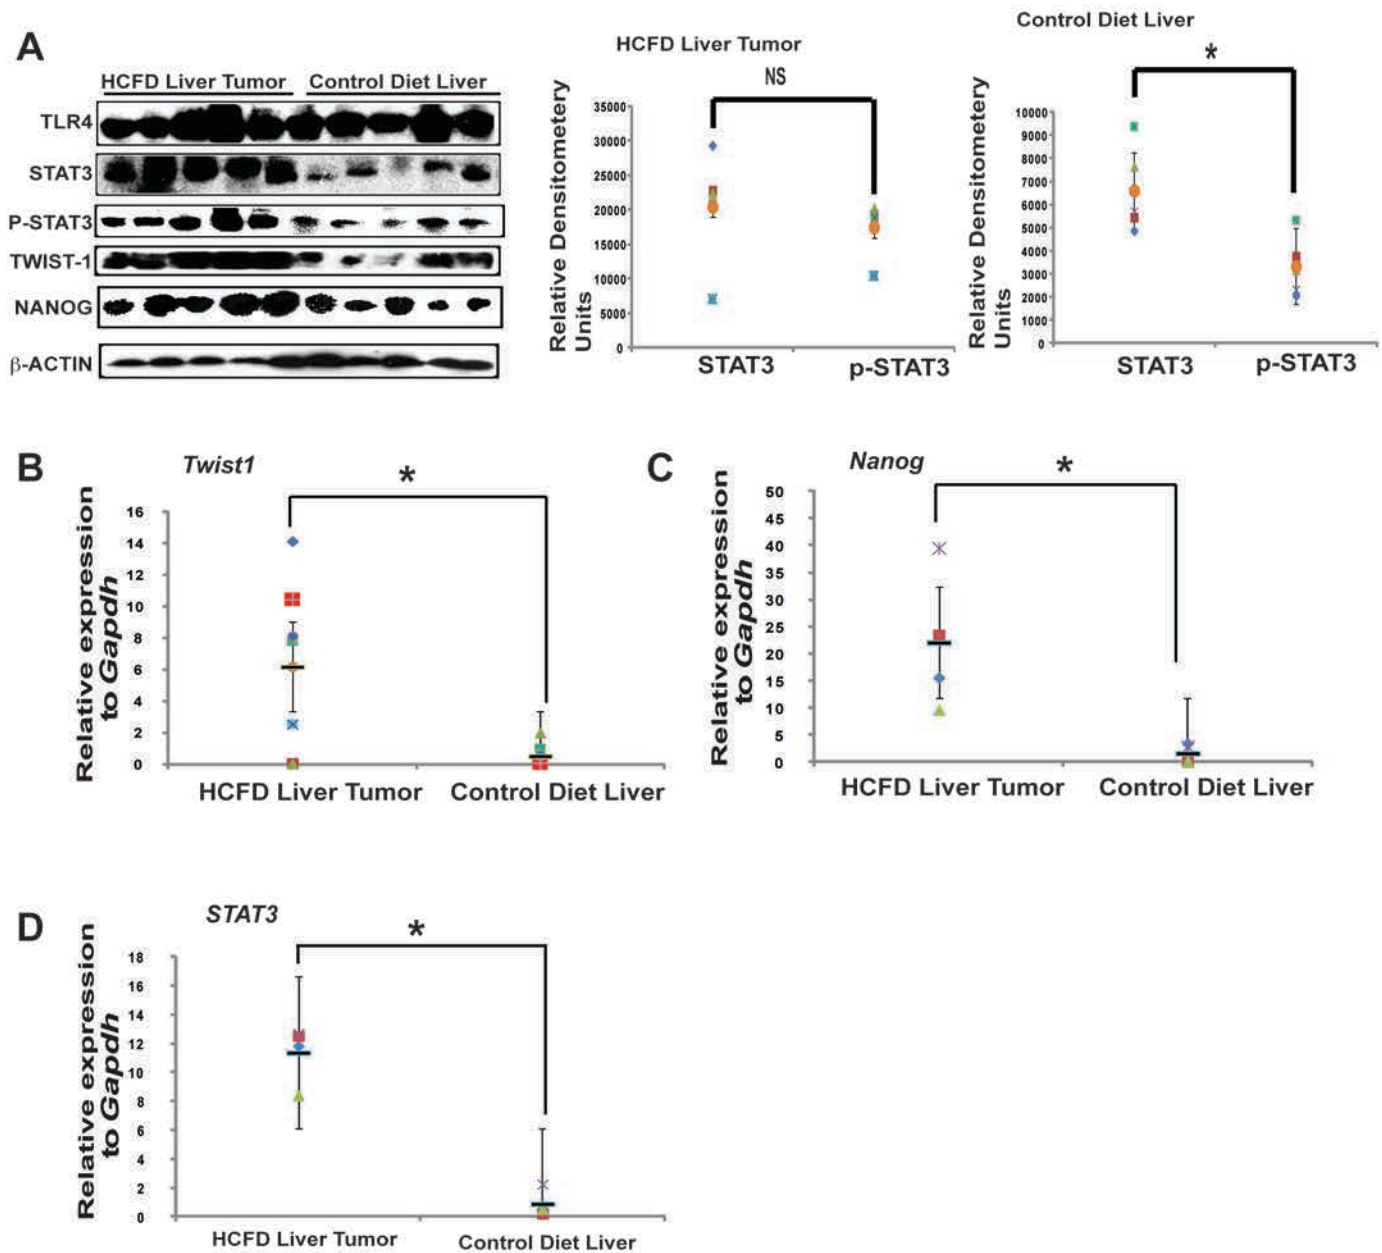 A
HCFD Liver Tumor Control Diet Liver
TLR4
STAT3
P-STAT3
TWIST-1
NANOG
β-ACTIN
HCFD Liver Tumor
NS
Relative Densitometery
Units
35000
30000
25000
20000
15000
10000
5000
0
STAT3 p-STAT3
Control Diet Liver
*
Relative Densitometery
Units
10000
9000
8000
7000
6000
5000
4000
3000
2000
1000
0
STAT3 p-STAT3
B
Twist1
*
Relative expression
to Gapdh
16
14
12
10
8
6
4
2
0
HCFD Liver Tumor Control Diet Liver
C
Nanog
*
Relative expression
to Gapdh
50
45
40
35
30
25
20
15
10
5
0
HCFD Liver Tumor Control Diet Liver
D
STAT3
*
Relative expression
to Gapdh
18
16
14
12
10
8
6
4
2
0
HCFD Liver Tumor Control Diet Liver